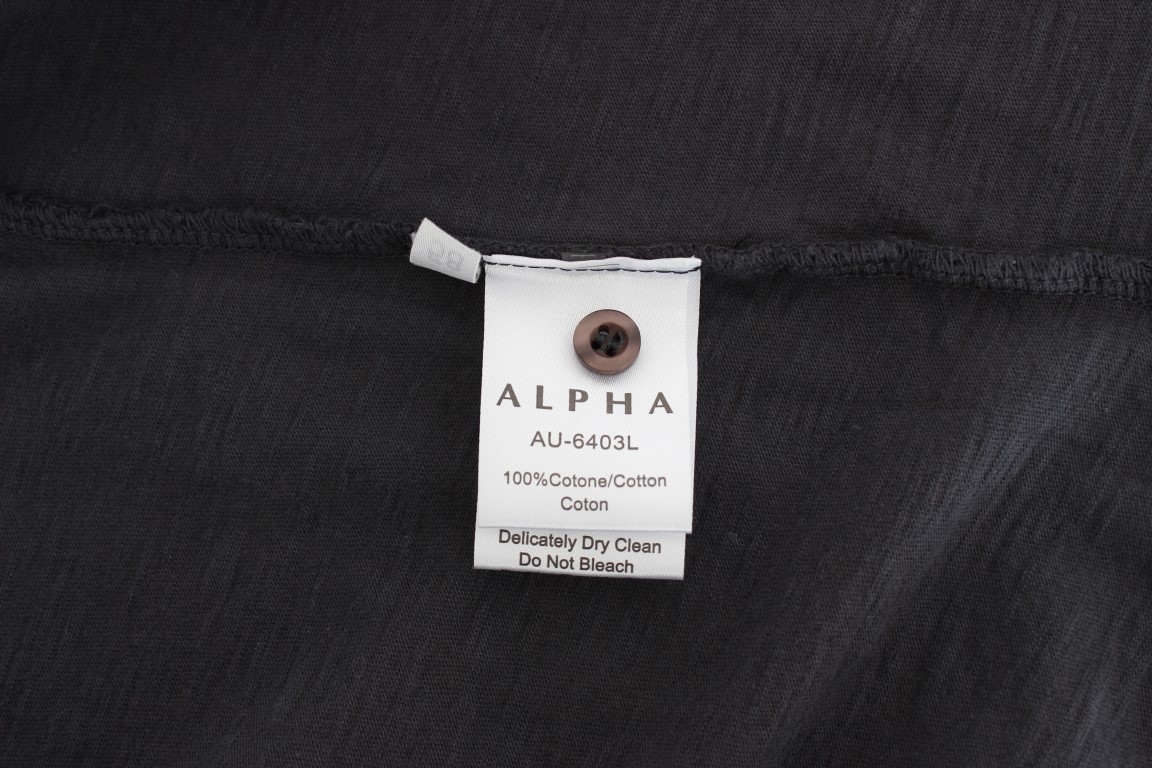 ALPHA
AU-6403L
100%Cotone/Cotton
Coton
Delicately Dry Clean
Do Not Bleach